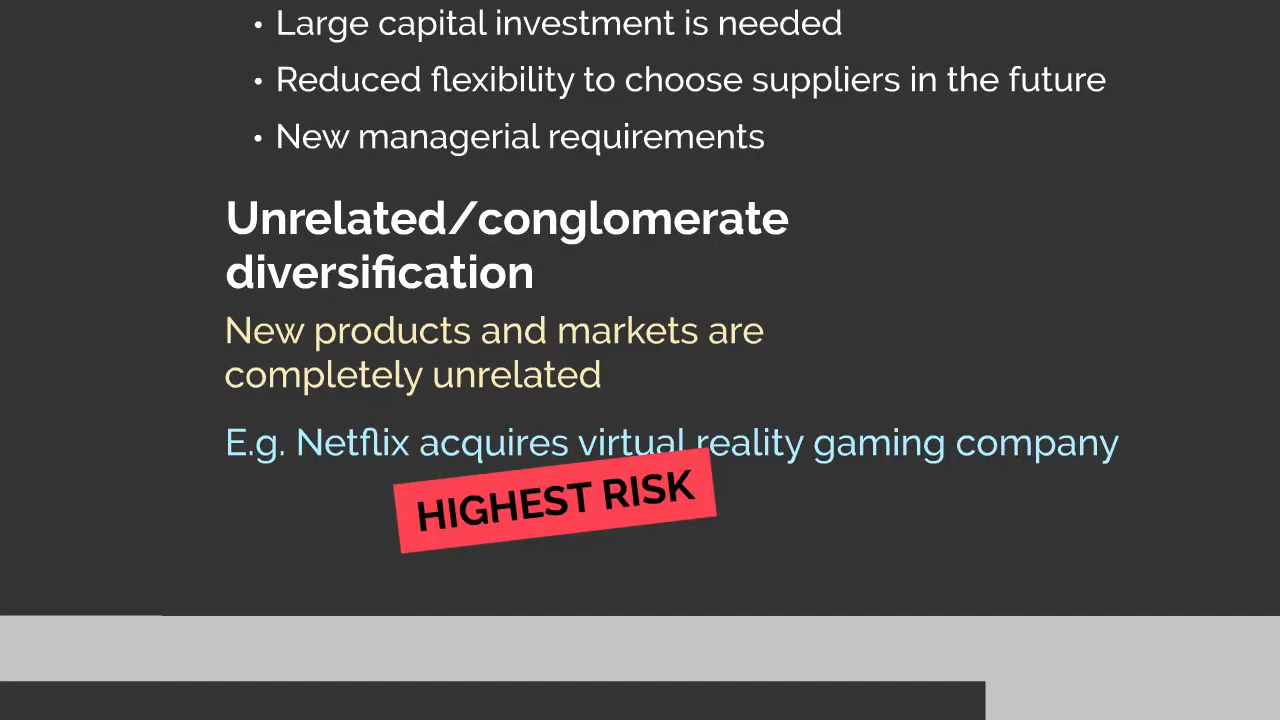 • Large capital investment is needed
• Reduced flexibility to choose suppliers in the future
• New managerial requirements
Unrelated/conglomerate
diversification
New products and markets are
completely unrelated
E.g. Netflix acquires virtual reality gaming company
HIGHEST RISK